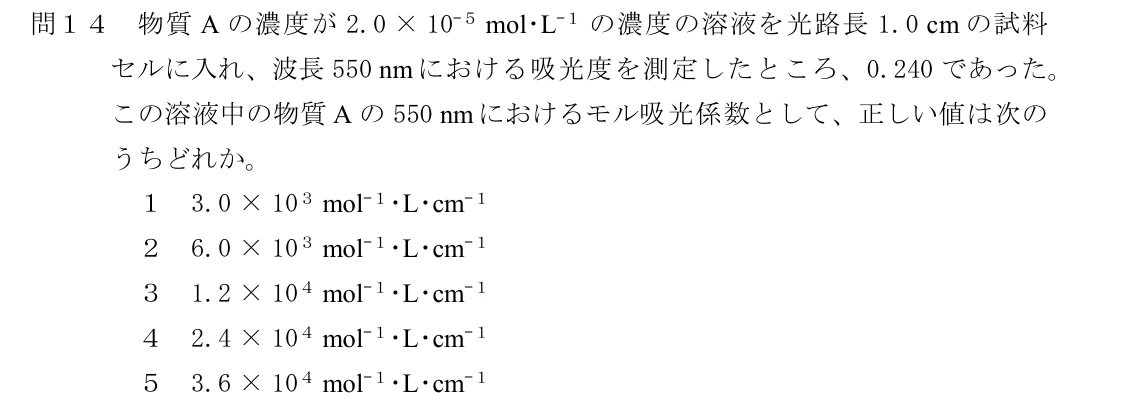 問１４　物質 A の濃度が 2.0 × 10⁻⁵ mol･L⁻¹ の濃度の溶液を光路長 1.0 cm の試料
セルに入れ、波長 550 nm における吸光度を測定したところ、0.240 であった。
この溶液中の物質 A の 550 nm におけるモル吸光係数として、正しい値は次の
うちどれか。
１　3.0 × 10³ mol⁻¹･L･cm⁻¹
２　6.0 × 10³ mol⁻¹･L･cm⁻¹
３　1.2 × 10⁴ mol⁻¹･L･cm⁻¹
４　2.4 × 10⁴ mol⁻¹･L･cm⁻¹
５　3.6 × 10⁴ mol⁻¹･L･cm⁻¹